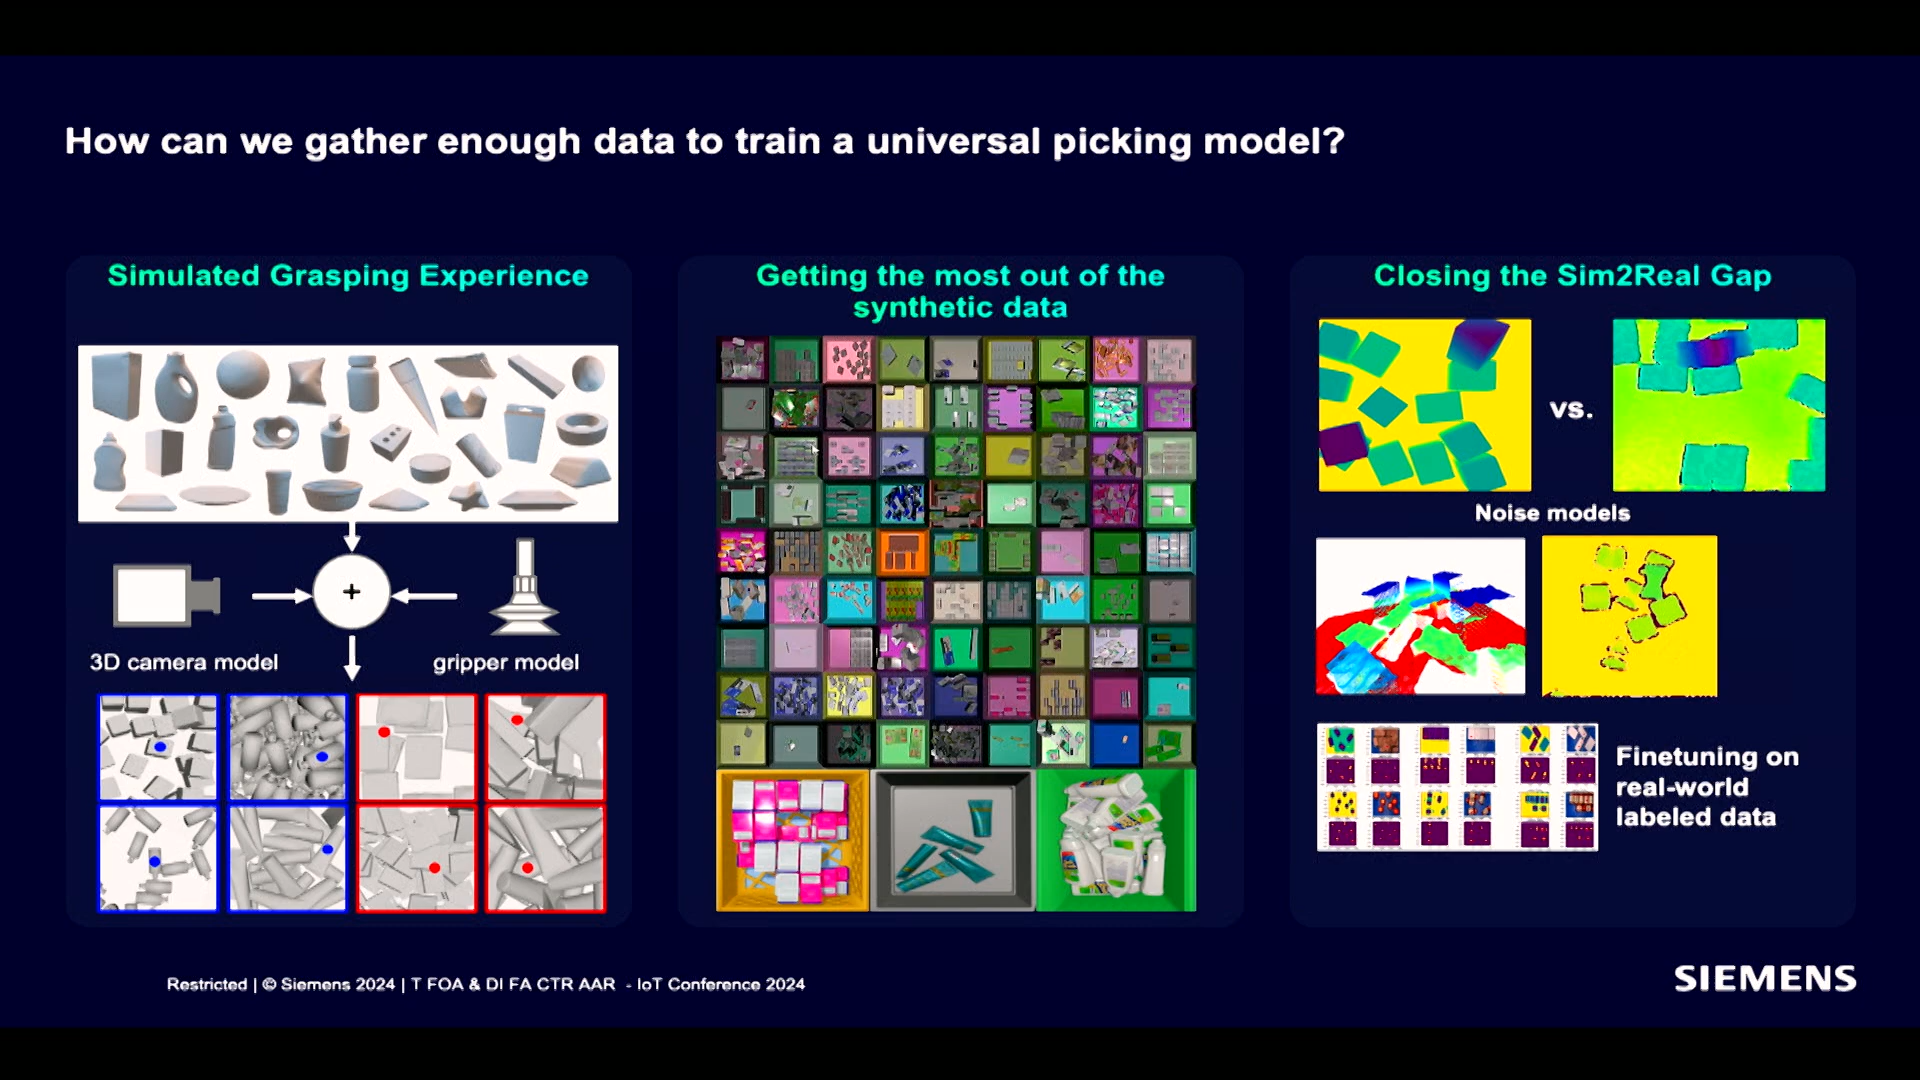 How can we gather enough data to train a universal picking model?
Simulated Grasping Experience
3D camera model
gripper model
Getting the most out of the
synthetic data
Closing the Sim2Real Gap
vs.
Noise models
Finetuning on
real-world
labeled data
Restricted | © Siemens 2024 | T FOA & DI FA CTR AAR - IoT Conference 2024
SIEMENS